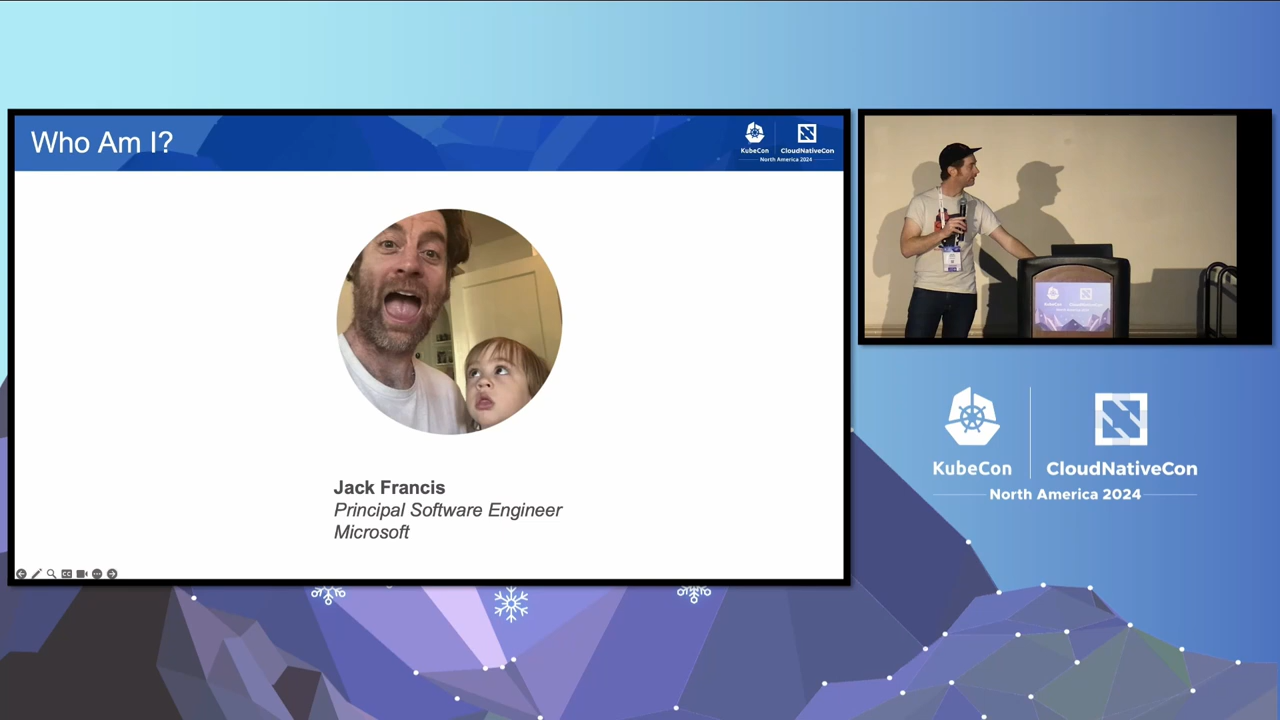 Who Am I?
KubeCon
CloudNativeCon
North America 2024
Jack Francis
Principal Software Engineer
Microsoft
KubeCon
CloudNativeCon
North America 2024